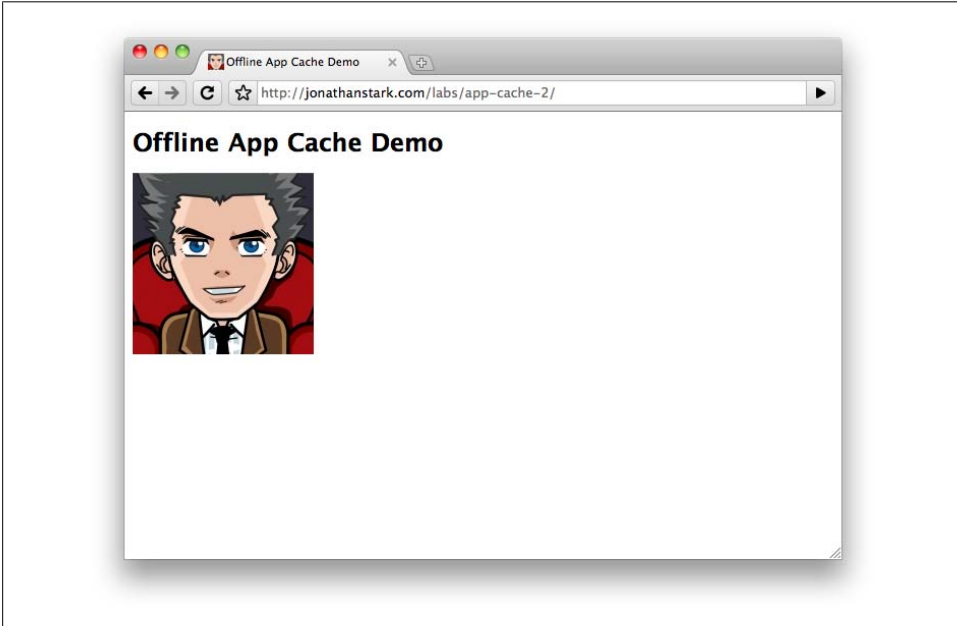 Offline App Cache Demo
http://jonathanstark.com/labs/app-cache-2/
Offline App Cache Demo